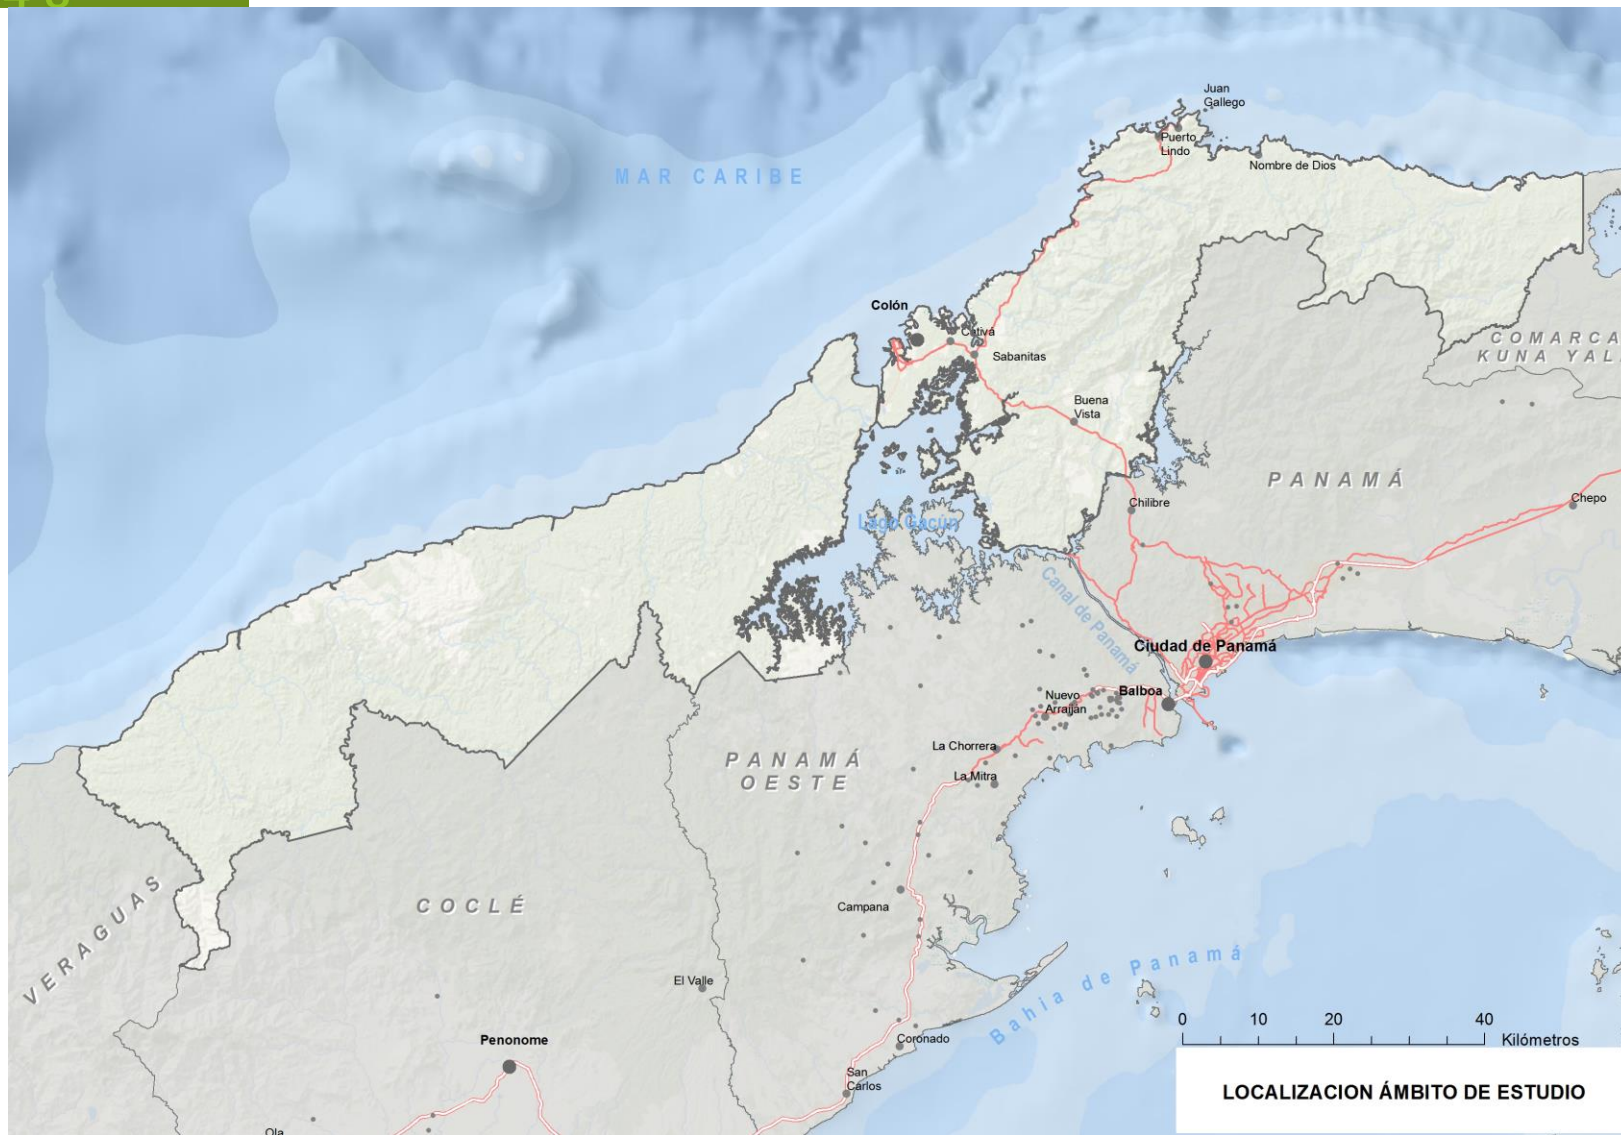 Juan
Gallego
Puerto
Lindo
Nombre de Dios
MAR CARIBE
Colón
Cativá
Sabanitas
COMARCA
KUNA YAL
Buena
Vista
PANAMÁ
Chepo
Chilibre
Lago Gacún
Canal de Panamá
Ciudad de Panamá
Balboa
Nuevo
Arraiján
La Chorrera
La Mitra
PANAMÁ
OESTE
COCLÉ
VERAGUAS
Campana
El Valle
Bahia de Panamá
Penonome
Coronado
San
Carlos
Ola
0 10 20 40
Kilómetros
LOCALIZACION ÁMBITO DE ESTUDIO